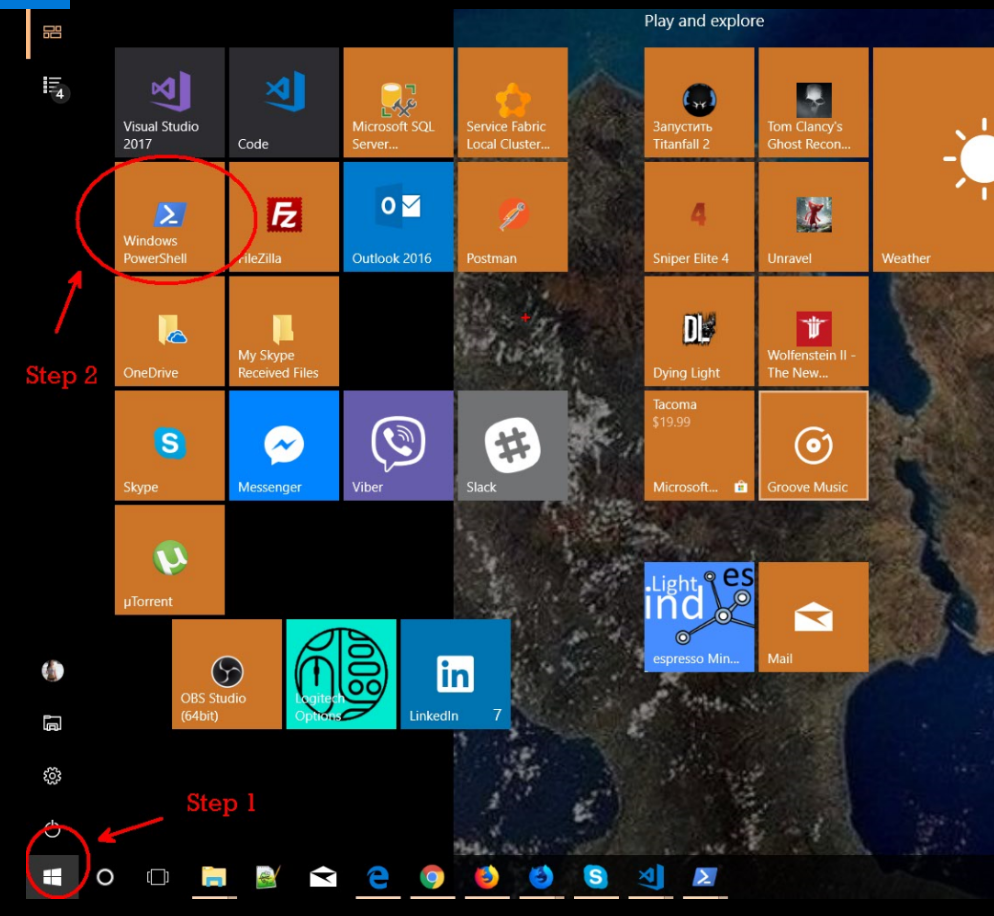 Play and explore
4
Visual Studio
2017
Code
Microsoft SQL
Server...
Service Fabric
Local Cluster...
Запустить
Titanfall 2
Tom Clancy's
Ghost Recon...
Windows
PowerShell
FileZilla
Outlook 2016
Postman
4
Sniper Elite 4
Unravel
Weather
Step 2
OneDrive
My Skype
Received Files
DL
Dying Light
Wolfenstein II -
The New...
Skype
Messenger
Viber
Slack
Tacoma
$19.99
Microsoft...
Groove Music
µTorrent
Light
ind
es
espresso Min...
Mail
OBS Studio
(64bit)
Logitech
Options
in
LinkedIn
7
Step 1